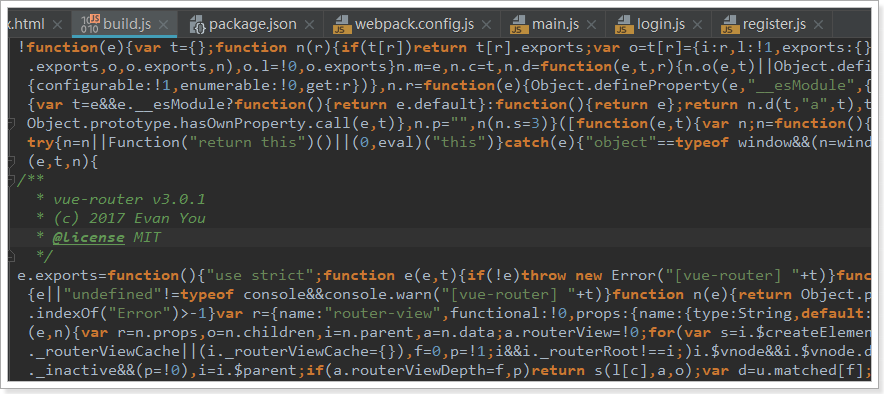 x.html build.js package.json webpack.config.js main.js login.js register.js
!function(e){var t={};function n(r){if(t[r])return t[r].exports;var o=t[r]={i:r,l:!1,exports:{}
.exports,o,o.exports,n),o.l=!0,o.exports}n.m=e,n.c=t,n.d=function(e,t,r){n.o(e,t)||Object.defi
{configurable:!1,enumerable:!0,get:r})},n.r=function(e){Object.defineProperty(e,"__esModule",{
{var t=e&&e.__esModule?function(){return e.default}:function(){return e};return n.d(t,"a",t),t
Object.prototype.hasOwnProperty.call(e,t)},n.p="",n(n.s=3)}([function(e,t){var n;n=function(){
try{n=n||Function("return this")()||(0,eval)("this")}catch(e){"object"==typeof window&&(n=wind
(e,t,n){
/**
* vue-router v3.0.1
* (c) 2017 Evan You
* @license MIT
*/
e.exports=function(){"use strict";function e(e,t){if(!e)throw new Error("[vue-router] "+t)}func
{e||"undefined"!=typeof console&&console.warn("[vue-router] "+t)}function n(e){return Object.p
.indexOf("Error")>-1}var r={name:"router-view",functional:!0,props:{name:{type:String,default:
(e,n){var r=n.props,o=n.children,i=n.parent,a=n.data;a.routerView=!0;for(var s=i.$createElemen
._routerViewCache||(i._routerViewCache={}),f=0,p=!1;i&&i._routerRoot!==i;)i.$vnode&&i.$vnode.d
._inactive&&(p=!0),i=i.$parent;if(a.routerViewDepth=f,p)return s(l[c],a,o);var d=u.matched[f];